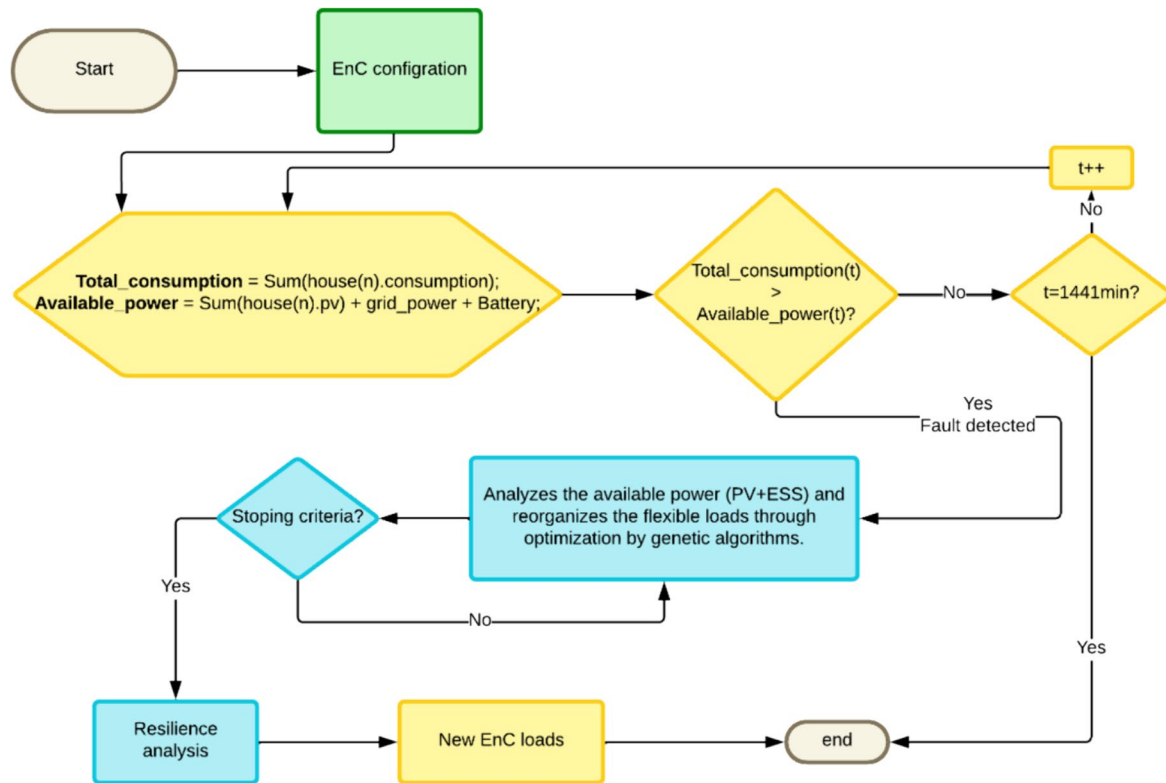 Start
EnC configration
t++
No
Total_consumption = Sum(house(n).consumption);
Available_power = Sum(house(n).pv) + grid_power + Battery;
Total_consumption(t)
>
Available_power(t)?
No
t=1441min?
Yes
Fault detected
Analyzes the available power (PV+ESS) and
reorganizes the flexible loads through
optimization by genetic algorithms.
Stoping criteria?
Yes
No
Yes
Resilience
analysis
New EnC loads
end